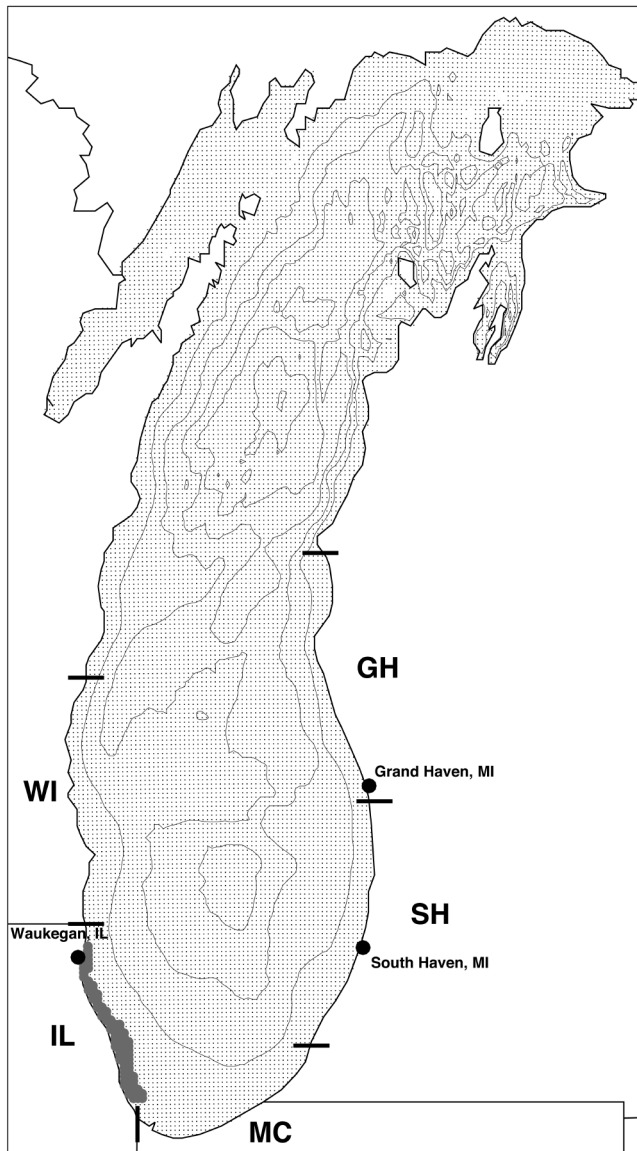 GH
Grand Haven, MI
WI
SH
Waukegan, IL
South Haven, MI
IL
MC